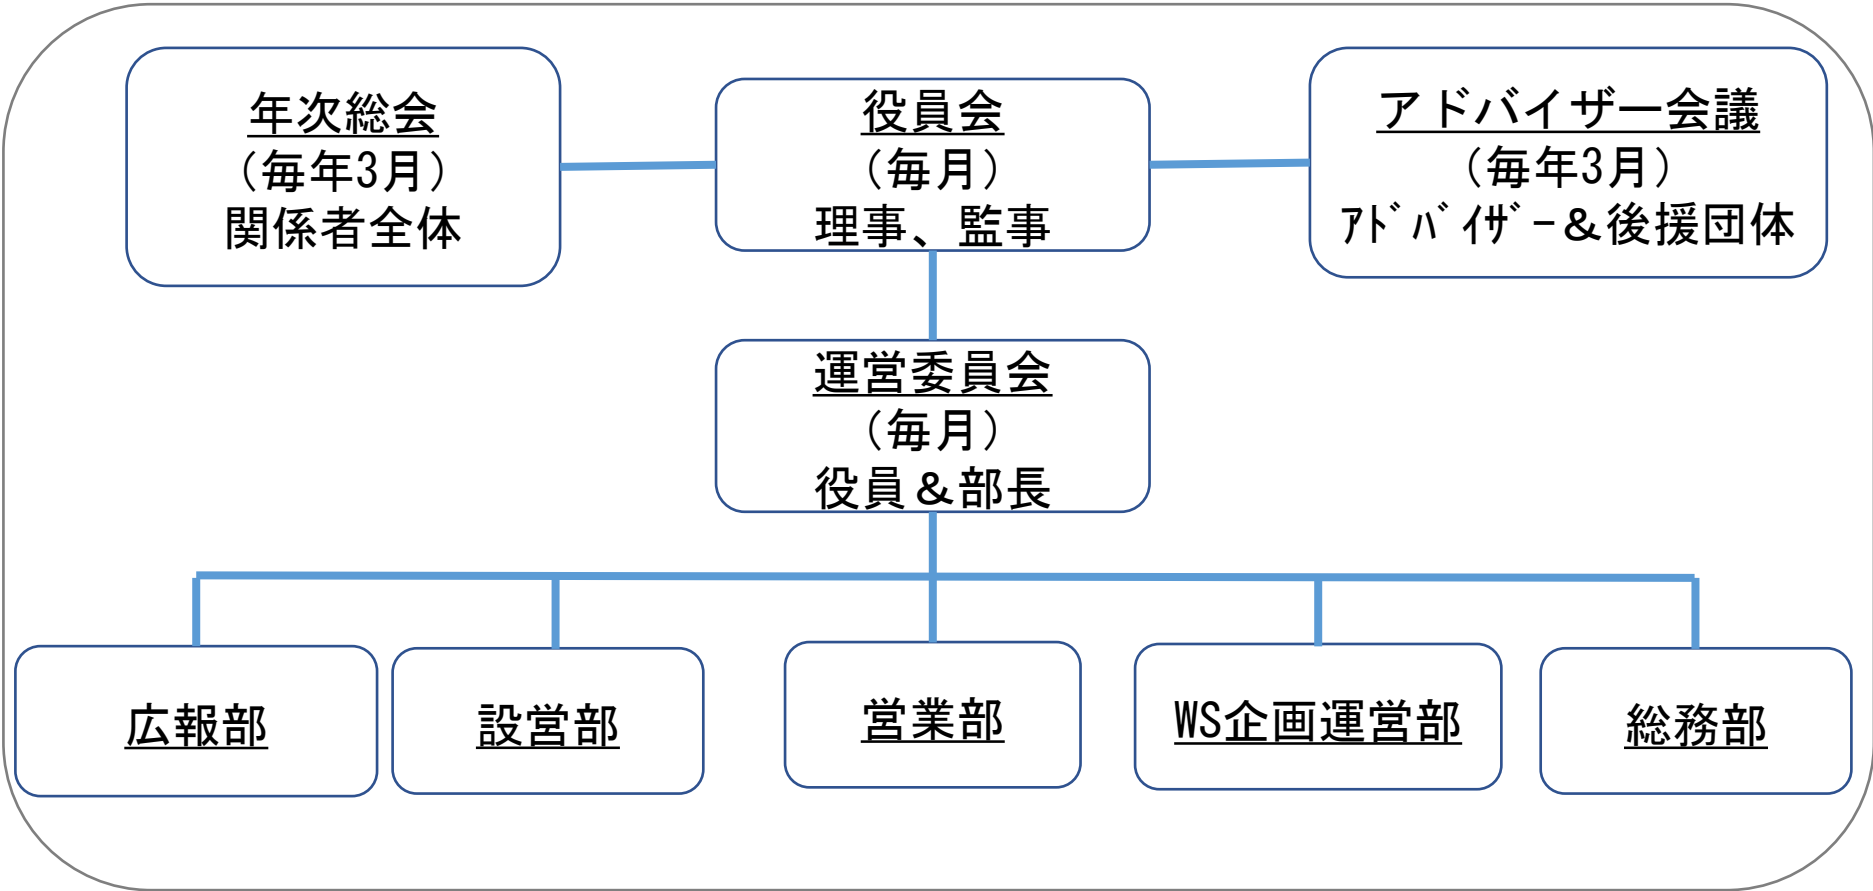 年次総会
（毎年3月）
関係者全体
役員会
（毎月）
理事、監事
アドバイザー会議
（毎年3月）
ｱﾄﾞﾊﾞｲｻﾞｰ＆後援団体
運営委員会
（毎月）
役員＆部長
広報部
設営部
営業部
WS企画運営部
総務部